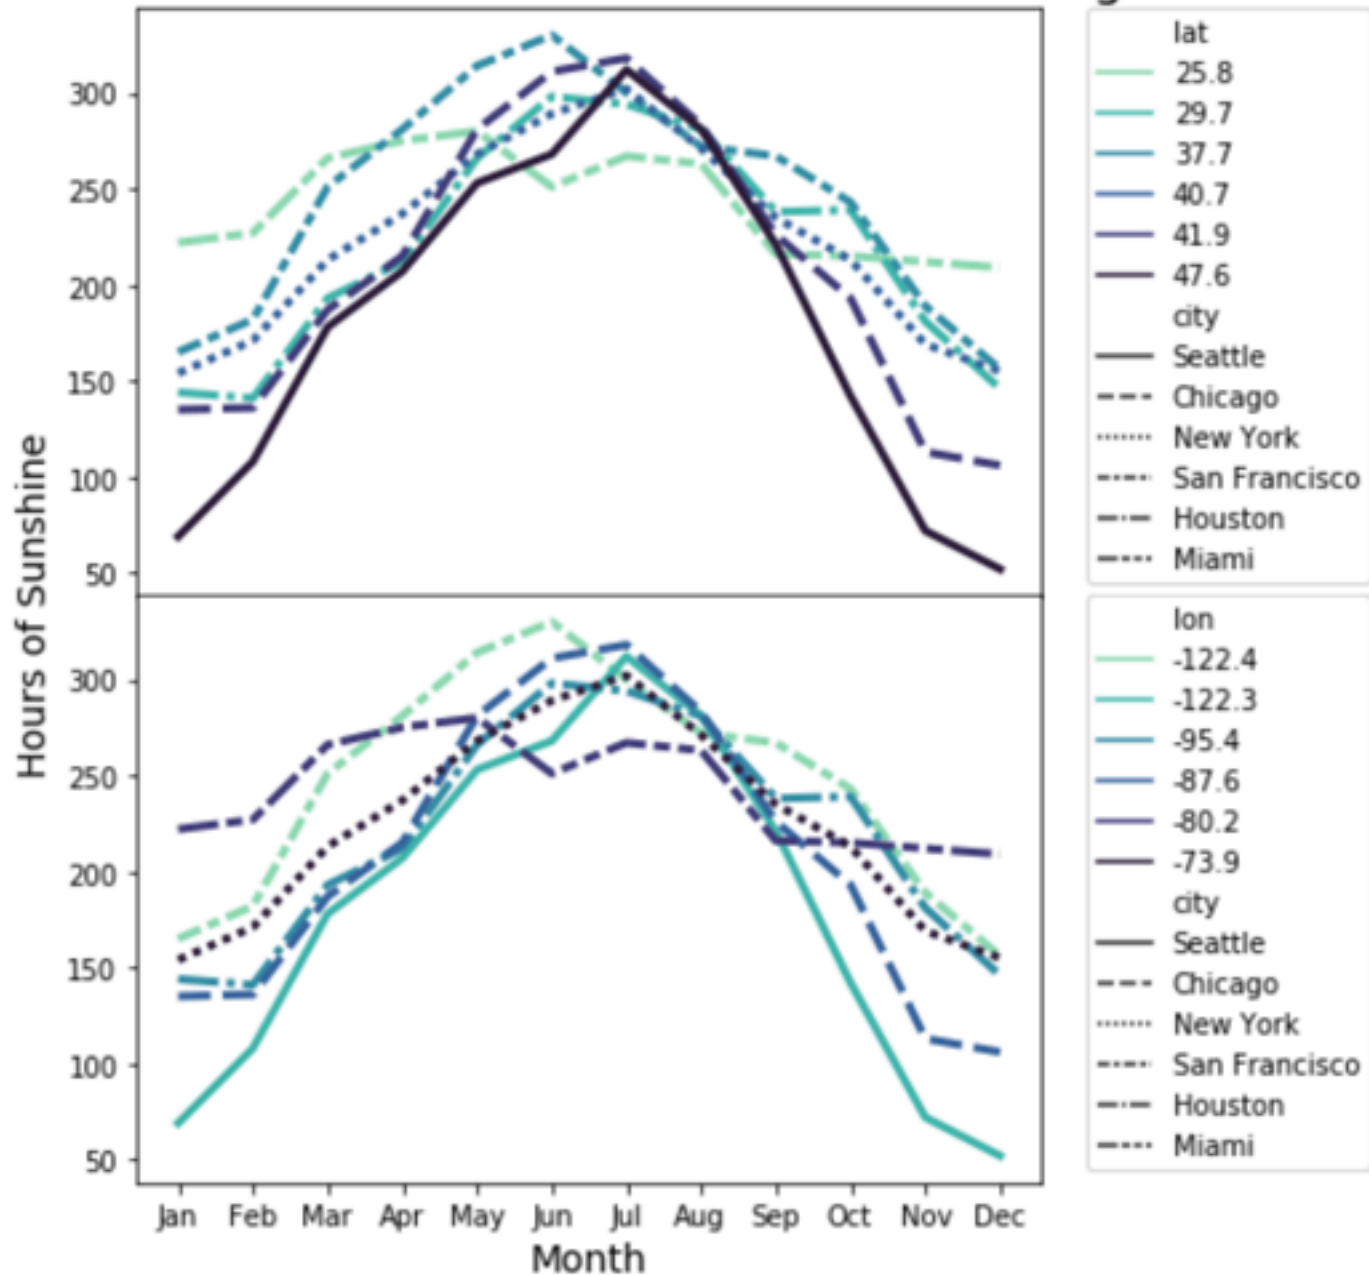 lat
25.8
29.7
37.7
40.7
41.9
47.6
city
Seattle
Chicago
New York
San Francisco
Houston
Miami
300
250
200
150
100
50
Hours of Sunshine
lon
-122.4
-122.3
-95.4
-87.6
-80.2
-73.9
city
Seattle
Chicago
New York
San Francisco
Houston
Miami
300
250
200
150
100
50
Jan Feb Mar Apr May Jun Jul Aug Sep Oct Nov Dec
Month